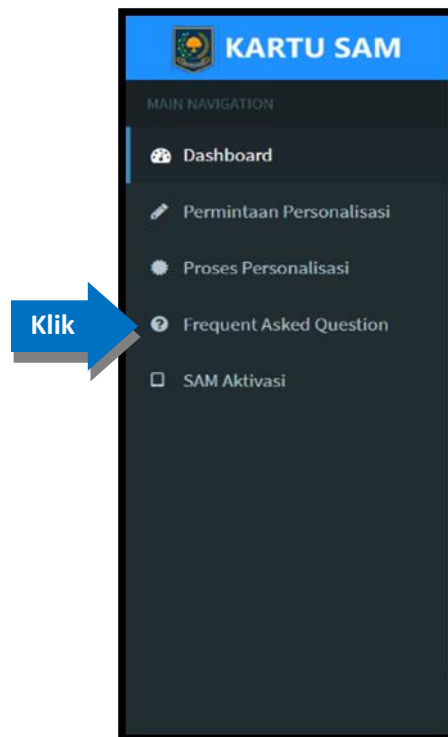 KARTU SAM
MAIN NAVIGATION
Dashboard
Permintaan Personalisasi
Proses Personalisasi
Klik
Frequent Asked Question
SAM Aktivasi